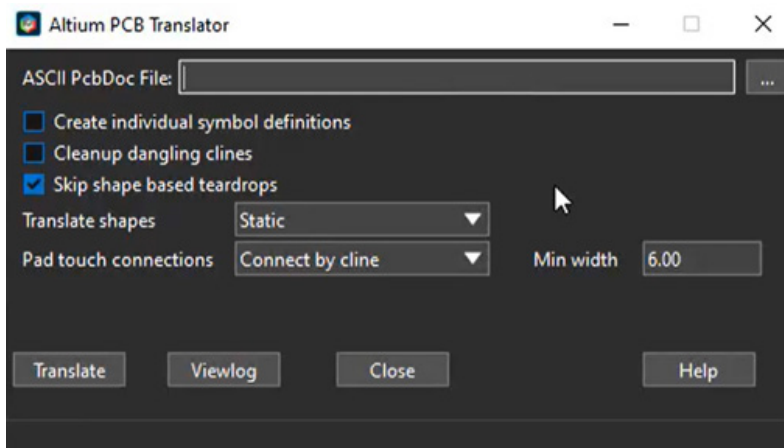 Altium PCB Translator
ASCII PcbDoc File: ...
Create individual symbol definitions
Cleanup dangling clines
Skip shape based teardrops
Translate shapes Static
Pad touch connections Connect by cline Min width 6.00
Translate Viewlog Close Help